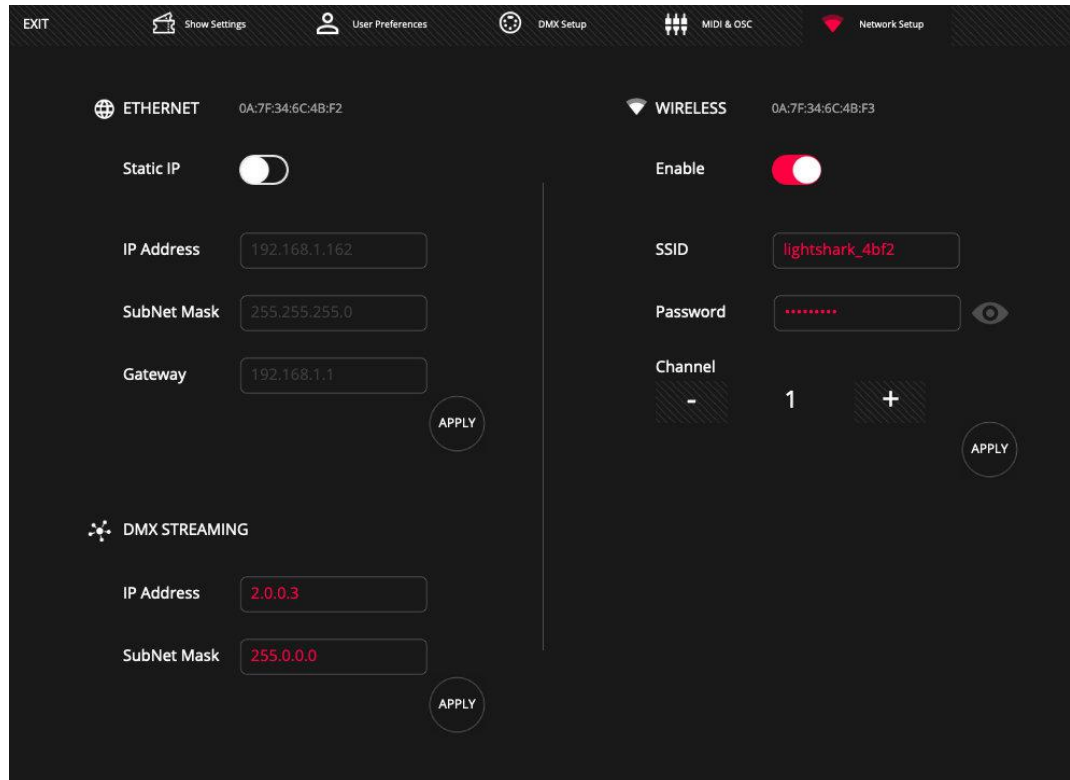 EXIT
Show Settings
User Preferences
DMX Setup
MIDI & OSC
Network Setup
ETHERNET 0A:7F:34:6C:4B:F2
Static IP
IP Address 192.168.1.162
SubNet Mask 255.255.255.0
Gateway 192.168.1.1
APPLY
DMX STREAMING
IP Address 2.0.0.3
SubNet Mask 255.0.0.0
APPLY
WIRELESS 0A:7F:34:6C:4B:F3
Enable
SSID lightshark_4bf2
Password •••••••••
Channel
- 1 +
APPLY